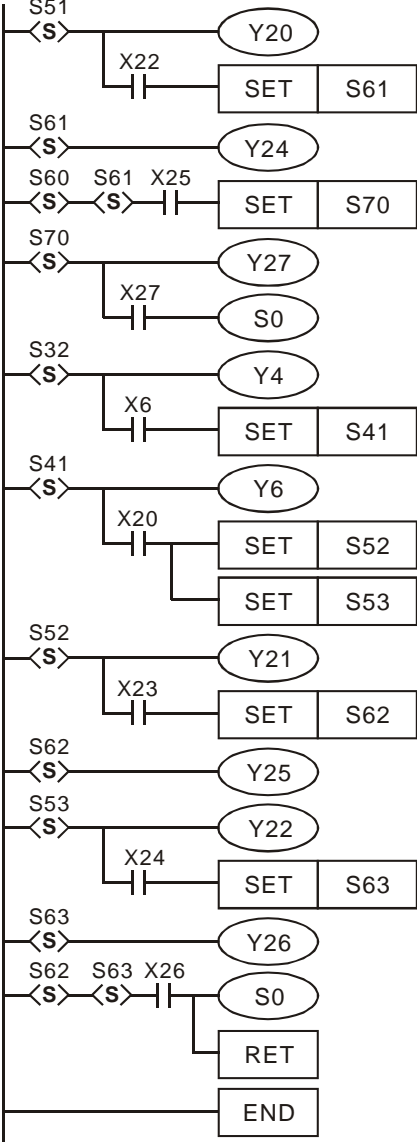 S51
S Y20
X22
SET S61
S61
S Y24
S60 S61 X25
S S SET S70
S70
S Y27
X27
S0
S32
S Y4
X6
SET S41
S41
S Y6
X20
SET S52
SET S53
S52
S Y21
X23
SET S62
S62
S Y25
S53
S Y22
X24
SET S63
S63
S Y26
S62 S63 X26
S S S0
RET
END